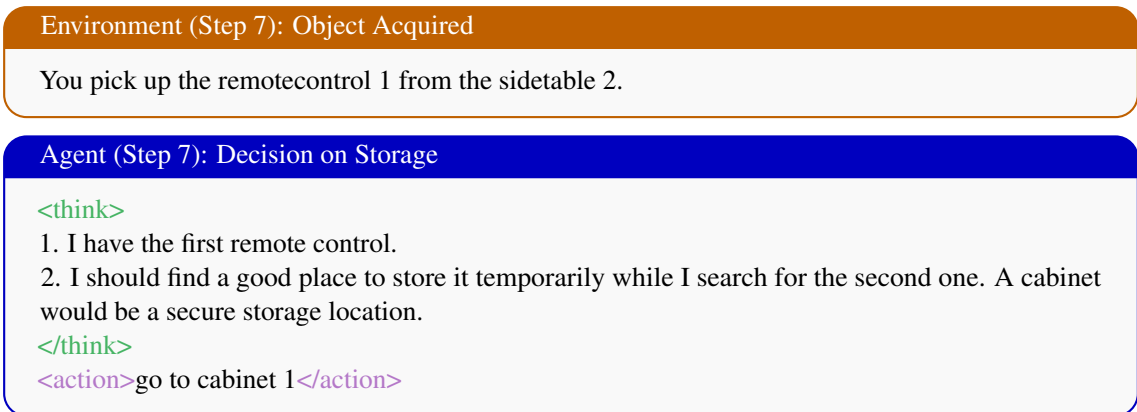 Environment (Step 7): Object Acquired
You pick up the remotecontrol 1 from the sidetable 2.
Agent (Step 7): Decision on Storage
<think>
1. I have the first remote control.
2. I should find a good place to store it temporarily while I search for the second one. A cabinet
would be a secure storage location.
</think>
<action>go to cabinet 1</action>